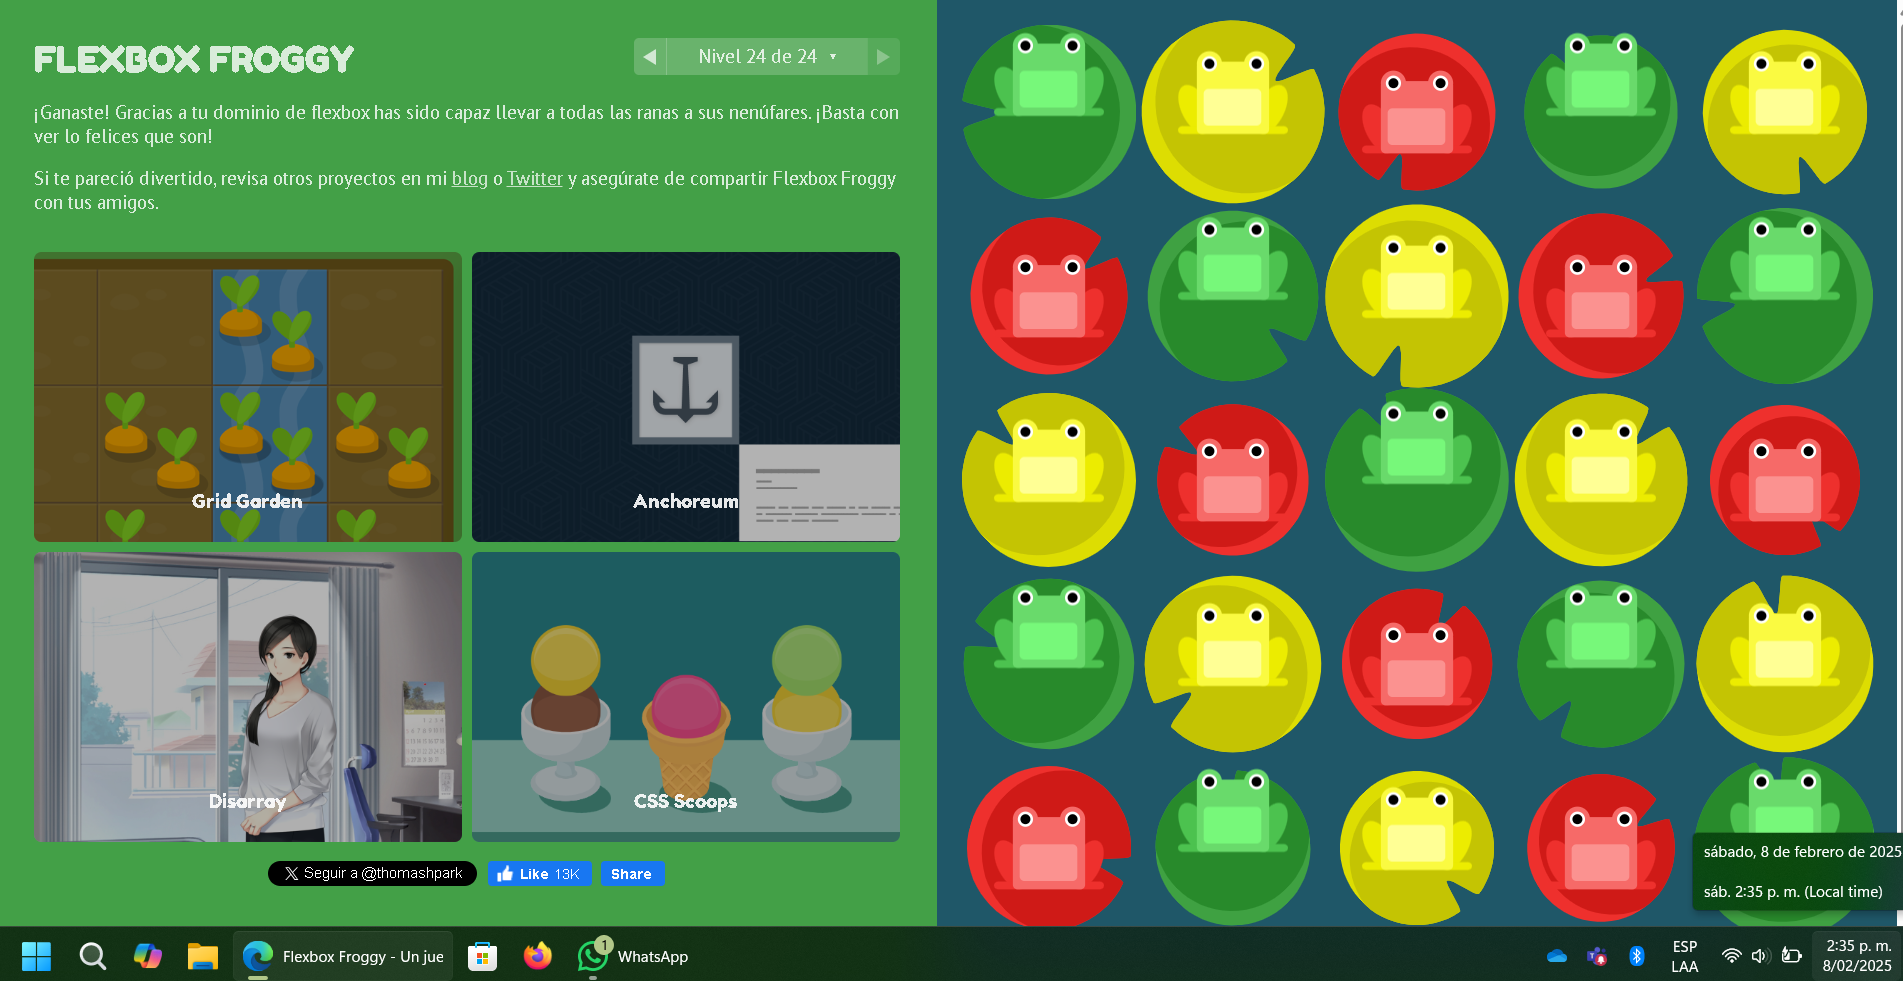 FLEXBOX FROGGY
Nivel 24 de 24 ▼
¡Ganaste! Gracias a tu dominio de flexbox has sido capaz llevar a todas las ranas a sus nenúfares. ¡Basta con
ver lo felices que son!
Si te pareció divertido, revisa otros proyectos en mi blog o Twitter y asegúrate de compartir Flexbox Froggy
con tus amigos.
Grid Garden
Anchoreum
Disarray
CSS Scoops
Seguir a @thomashpark
Like 13K
Share
sábado, 8 de febrero de 2025
sáb. 2:35 p. m. (Local time)
Flexbox Froggy - Un jue
1
WhatsApp
ESP
LAA
2:35 p. m.
8/02/2025